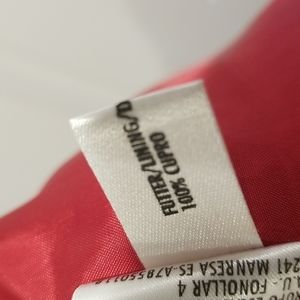 FUTTER/LINING/D
100% CUPRO
FONOLLAR 4
241 MANRESA ES